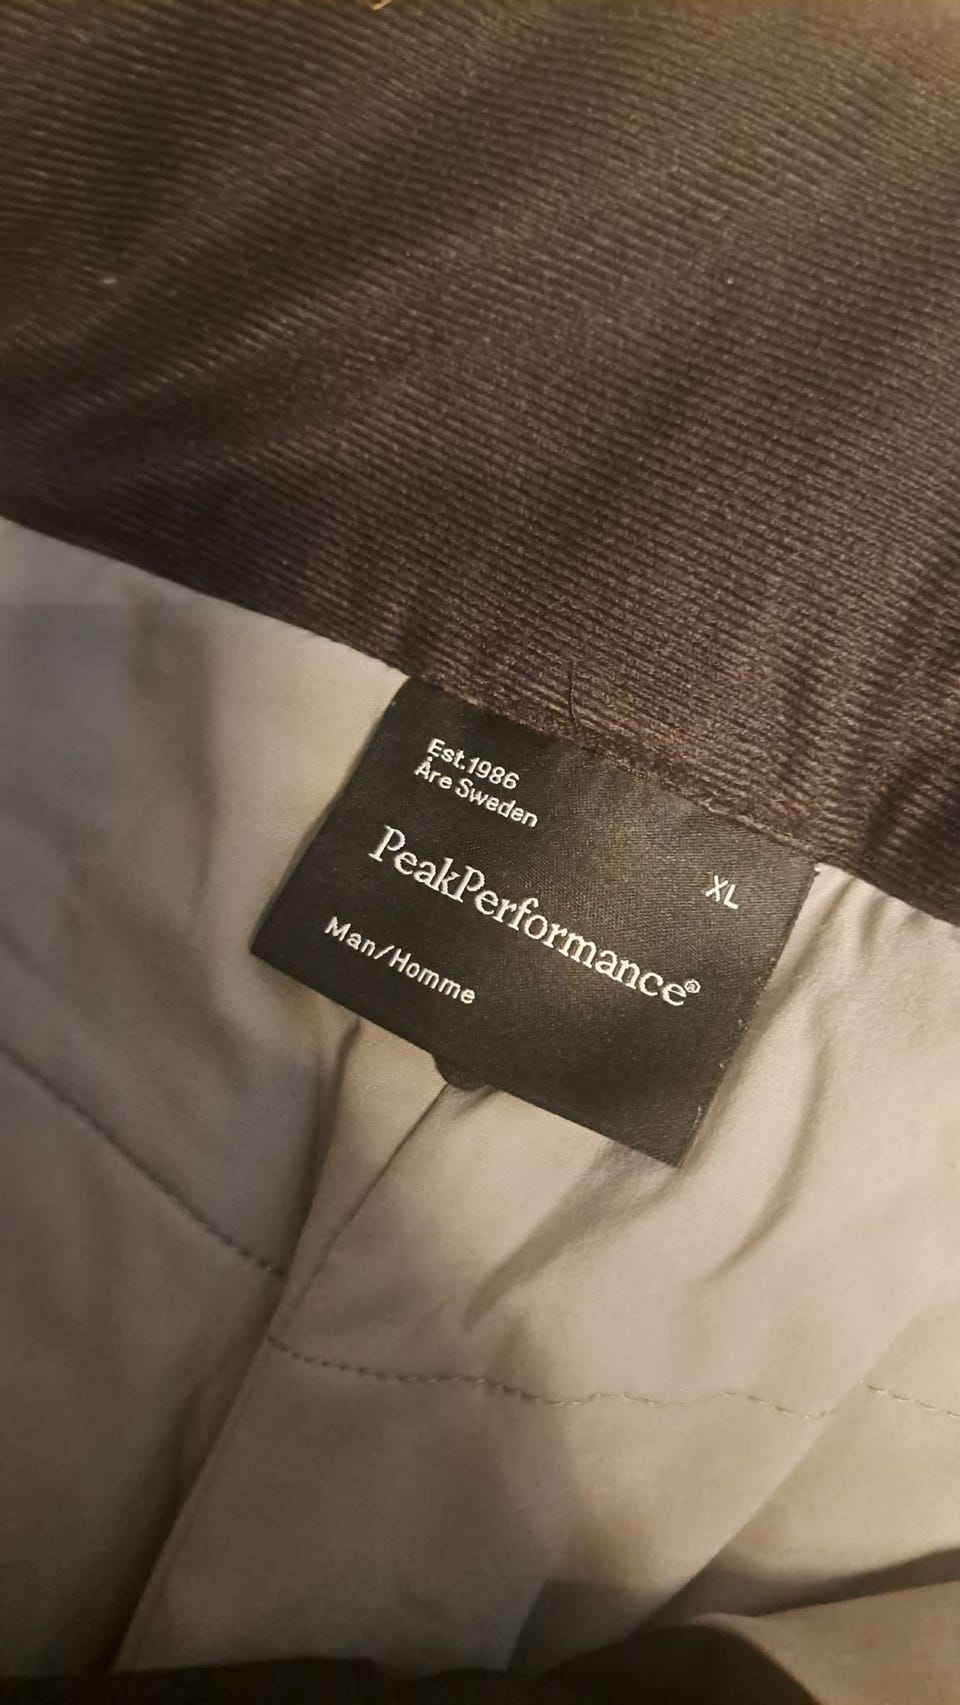 Est.1986
Åre Sweden
XL
PeakPerformance®
Man/Homme